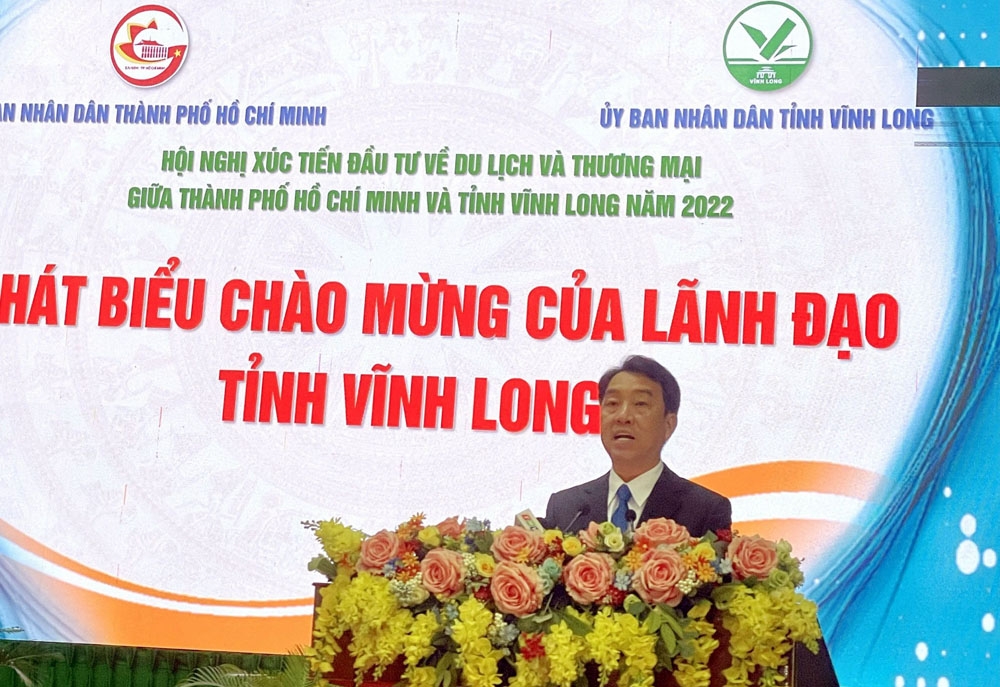 VĨNH LONG
NHÂN DÂN THÀNH PHỐ HỒ CHÍ MINH
ỦY BAN NHÂN DÂN TỈNH VĨNH LONG
HỘI NGHỊ XÚC TIẾN ĐẦU TƯ VỀ DU LỊCH VÀ THƯƠNG MẠI
GIỮA THÀNH PHỐ HỒ CHÍ MINH VÀ TỈNH VĨNH LONG NĂM 2022
HÁT BIỂU CHÀO MỪNG CỦA LÃNH ĐẠO
TỈNH VĨNH LONG